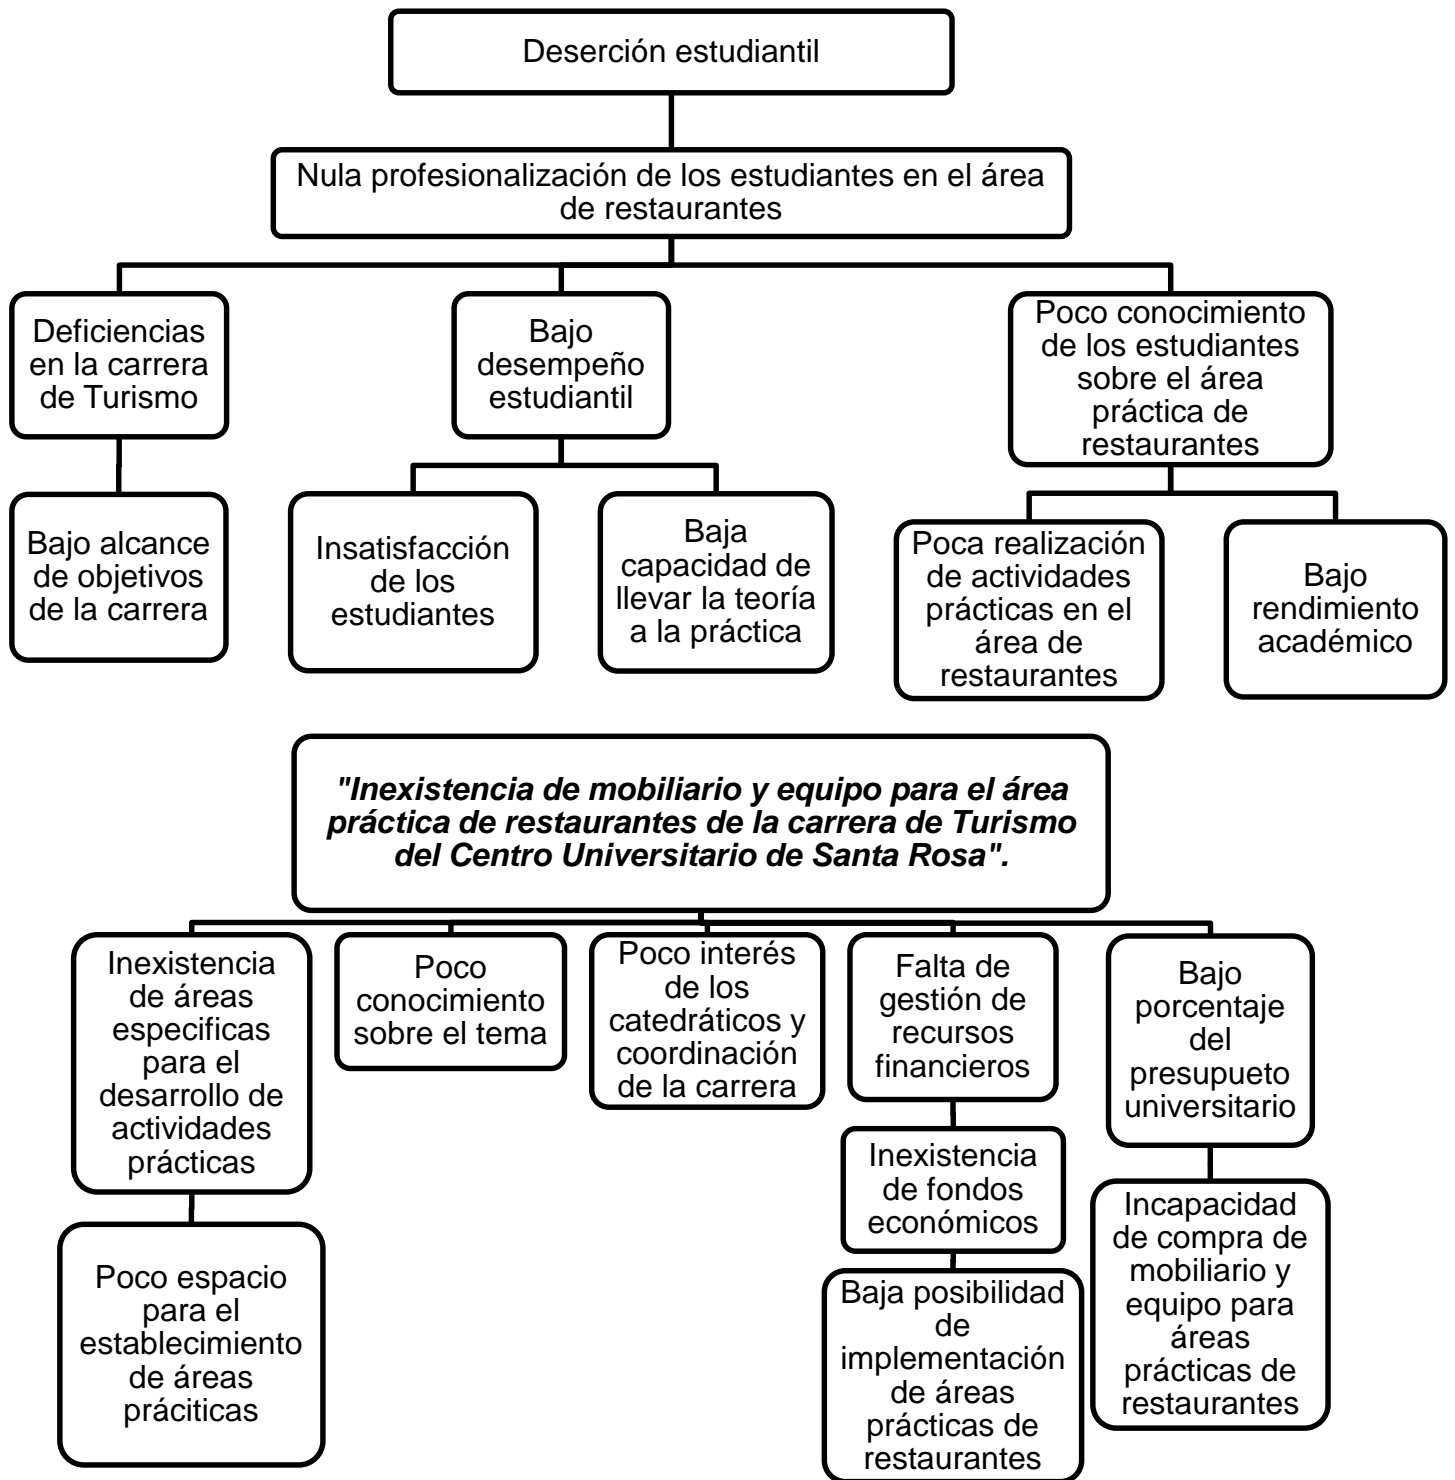 Deserción estudiantil
Nula profesionalización de los estudiantes en el área
de restaurantes
Deficiencias
en la carrera
de Turismo
Bajo
desempeño
estudiantil
Poco conocimiento
de los estudiantes
sobre el área
práctica de
restaurantes
Bajo alcance
de objetivos
de la carrera
Insatisfacción
de los
estudiantes
Baja
capacidad de
llevar la teoría
a la práctica
Poca realización
de actividades
prácticas en el
área de
restaurantes
Bajo
rendimiento
académico
"Inexistencia de mobiliario y equipo para el área
práctica de restaurantes de la carrera de Turismo
del Centro Universitario de Santa Rosa".
Inexistencia
de áreas
especificas
para el
desarrollo de
actividades
prácticas
Poco
conocimiento
sobre el tema
Poco interés
de los
catedráticos y
coordinación
de la carrera
Falta de
gestión de
recursos
financieros
Bajo
porcentaje
del
presupueto
universitario
Poco espacio
para el
establecimiento
de áreas
práciticas
Inexistencia
de fondos
económicos
Baja posibilidad
de
implementación
de áreas
prácticas de
restaurantes
Incapacidad
de compra de
mobiliario y
equipo para
áreas
prácticas de
restaurantes